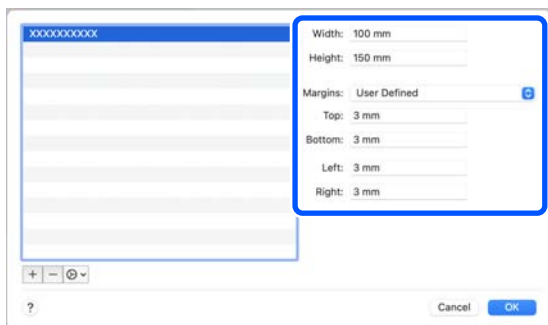 XXXXXXXXXX
Width: 100 mm
Height: 150 mm
Margins: User Defined
Top: 3 mm
Bottom: 3 mm
Left: 3 mm
Right: 3 mm
+ −
?
Cancel OK